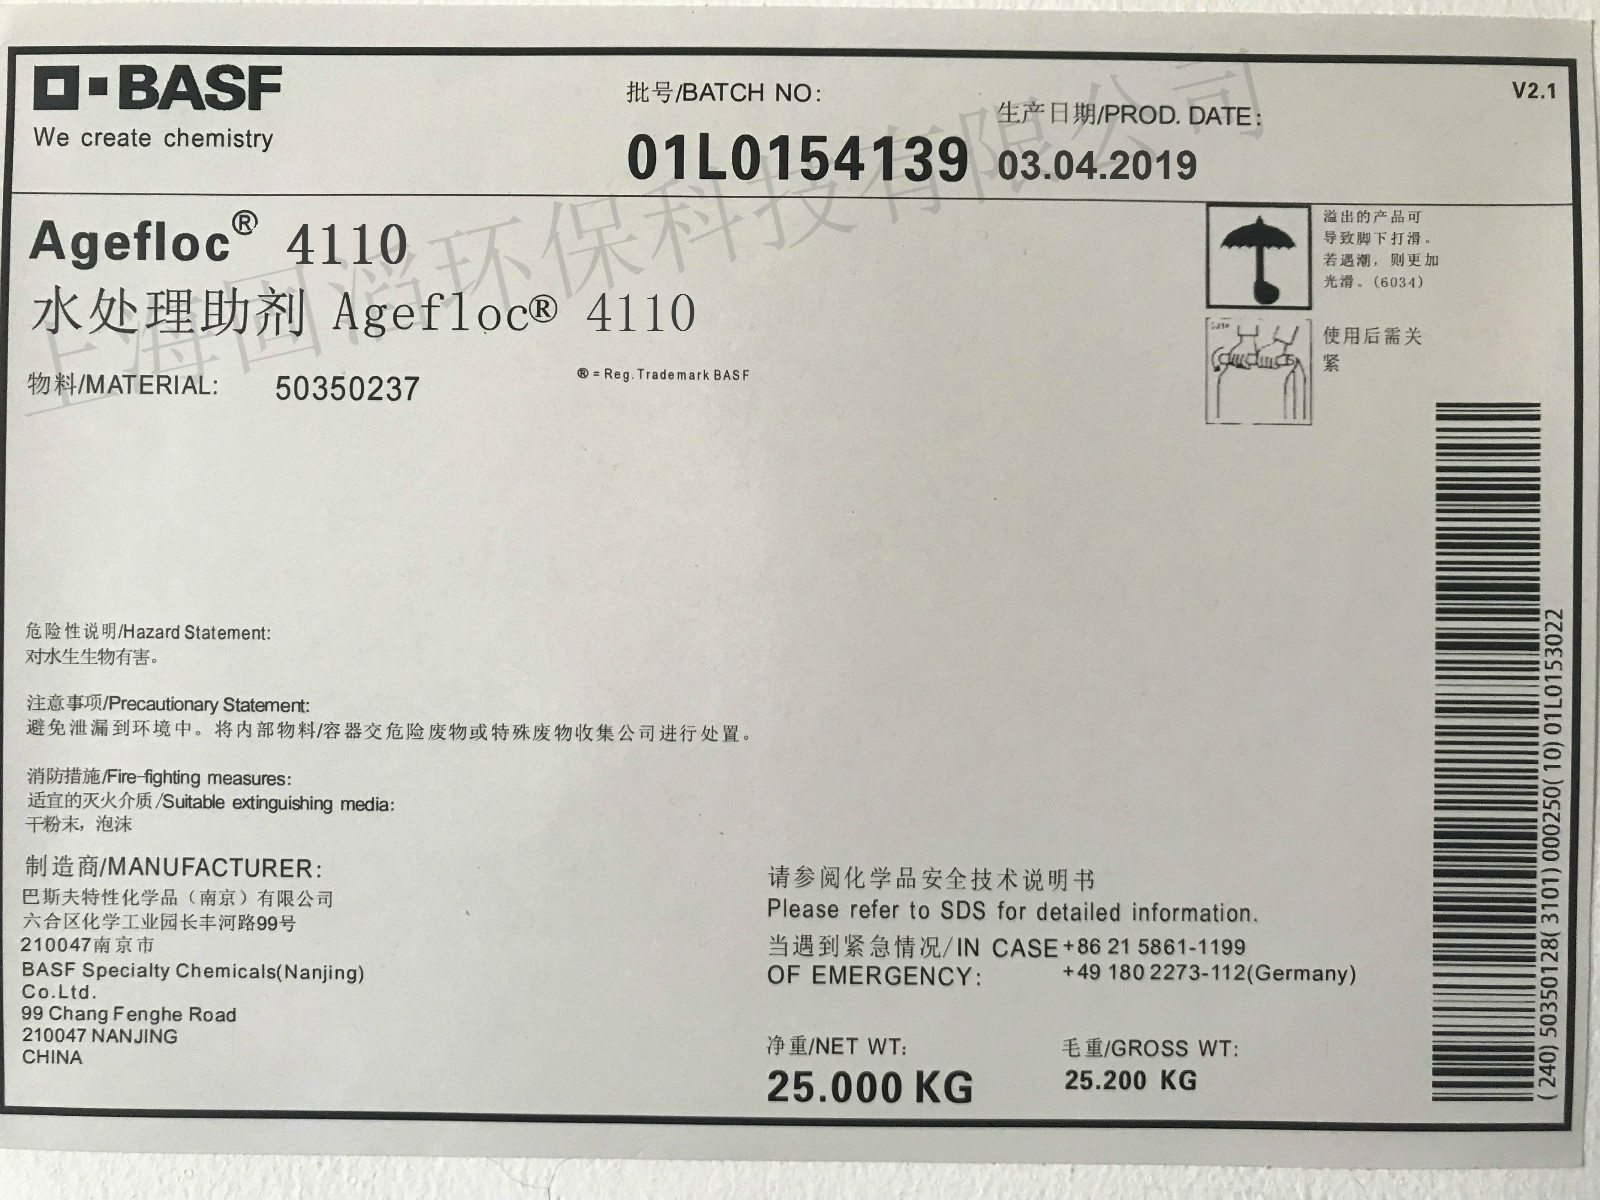 BASF
We create chemistry
批号/BATCH NO:
01L0154139
生产日期/PROD. DATE:
03.04.2019
V2.1
Agefloc® 4110
水处理助剂 Agefloc® 4110
物料/MATERIAL: 50350237
® = Reg. Trademark BASF
溢出的产品可
导致脚下打滑。
若遇潮，则更加
光滑。(6034)
使用后需关
紧
危险性说明/Hazard Statement:
对水生生物有害。
注意事项/Precautionary Statement:
避免泄漏到环境中。将内部物料/容器交危险废物或特殊废物收集公司进行处置。
消防措施/Fire-fighting measures:
适宜的灭火介质/Suitable extinguishing media:
干粉末，泡沫
制造商/MANUFACTURER:
巴斯夫特性化学品（南京）有限公司
六合区化学工业园长丰河路99号
210047南京市
BASF Specialty Chemicals(Nanjing)
Co.Ltd.
99 Chang Fenghe Road
210047 NANJING
CHINA
请参阅化学品安全技术说明书
Please refer to SDS for detailed information.
当遇到紧急情况/IN CASE +86 21 5861-1199
OF EMERGENCY: +49 180 2273-112(Germany)
净重/NET WT:
25.000 KG
毛重/GROSS WT:
25.200 KG
(240) 50350128( 3101) 000250( 10) 01L0153022
上海固滔环保科技有限公司